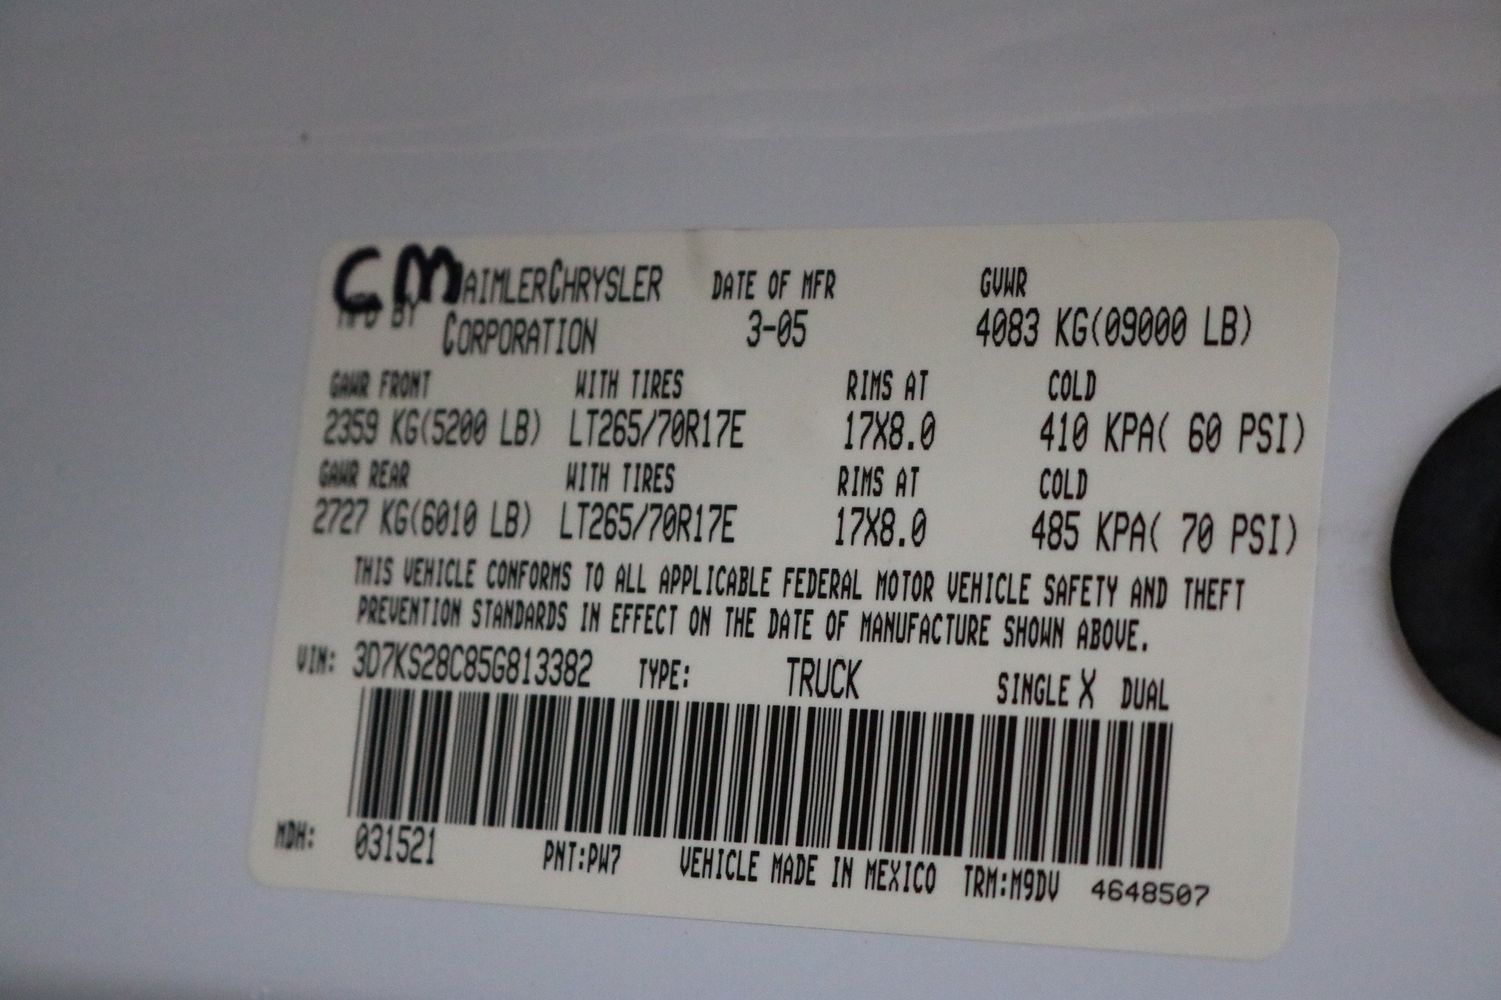 CM
MFD BY DAIMLERCHRYSLER CORPORATION DATE OF MFR 3-05 GVWR 4083 KG(09000 LB)
GAWR FRONT WITH TIRES RIMS AT COLD
2359 KG(5200 LB) LT265/70R17E 17X8.0 410 KPA( 60 PSI)
GAWR REAR WITH TIRES RIMS AT COLD
2727 KG(6010 LB) LT265/70R17E 17X8.0 485 KPA( 70 PSI)
THIS VEHICLE CONFORMS TO ALL APPLICABLE FEDERAL MOTOR VEHICLE SAFETY AND THEFT
PREVENTION STANDARDS IN EFFECT ON THE DATE OF MANUFACTURE SHOWN ABOVE.
VIN: 3D7KS28C85G813382 TYPE: TRUCK SINGLE X DUAL
MDH: 031521 PNT:PW7 VEHICLE MADE IN MEXICO TRM:M9DV 4648507